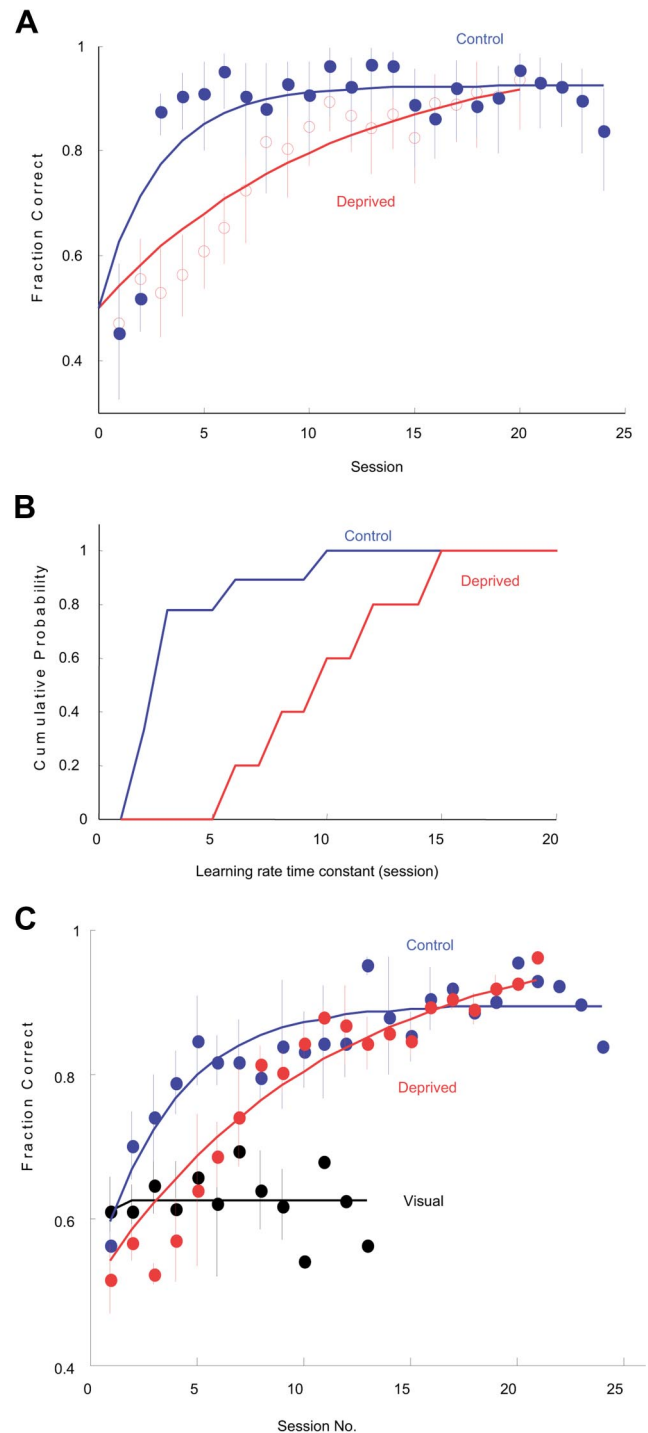 A
1
Control
0.8
Deprived
Fraction Correct
0.6
0.4
0 5 10 15 20 25
Session
B
Control
1
Deprived
0.8
Cumulative Probability
0.6
0.4
0.2
0
0 5 10 15 20
Learning rate time constant (session)
C
1
Control
Fraction Correct
0.8
Deprived
Visual
0.6
0.4
0 5 10 15 20 25
Session No.